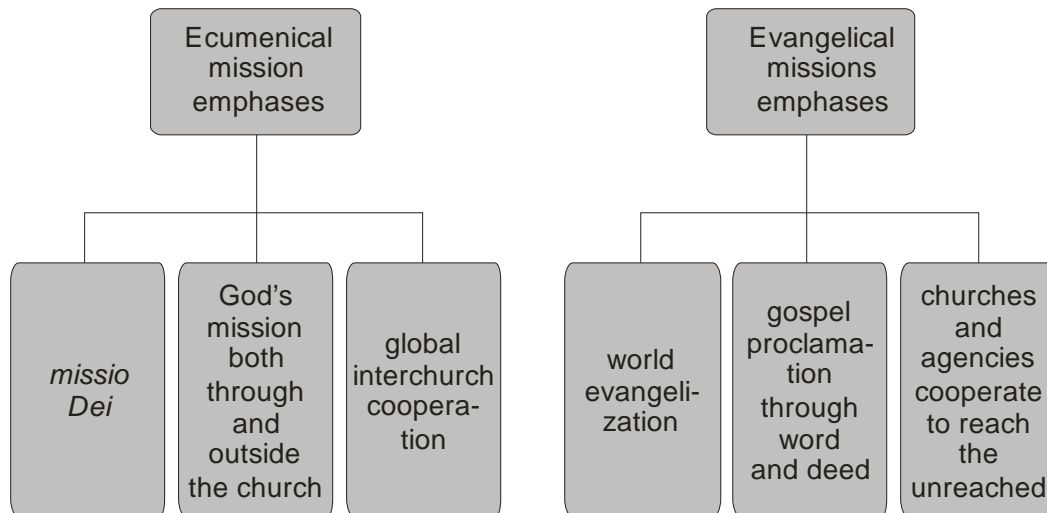 Ecumenical
mission
emphases
missio
Dei
God's
mission
both
through
and
outside
the church
global
interchurch
coopera-
tion
Evangelical
missions
emphases
world
evangeli-
zation
gospel
proclama-
tion
through
word
and deed
churches
and
agencies
cooperate
to reach
the
unreached